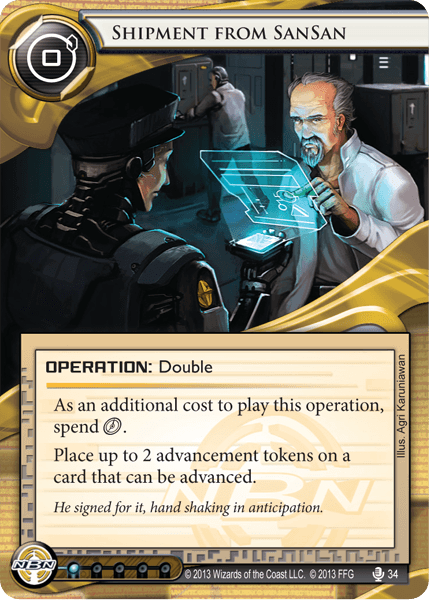 0
SHIPMENT FROM SANSAN
OPERATION: Double
As an additional cost to play this operation,
spend .
Place up to 2 advancement tokens on a
card that can be advanced.
He signed for it, hand shaking in anticipation.
Illus. Agri Karuniawan
NBN
NBN
© 2013 Wizards of the Coast LLC. © 2013 FFG
34